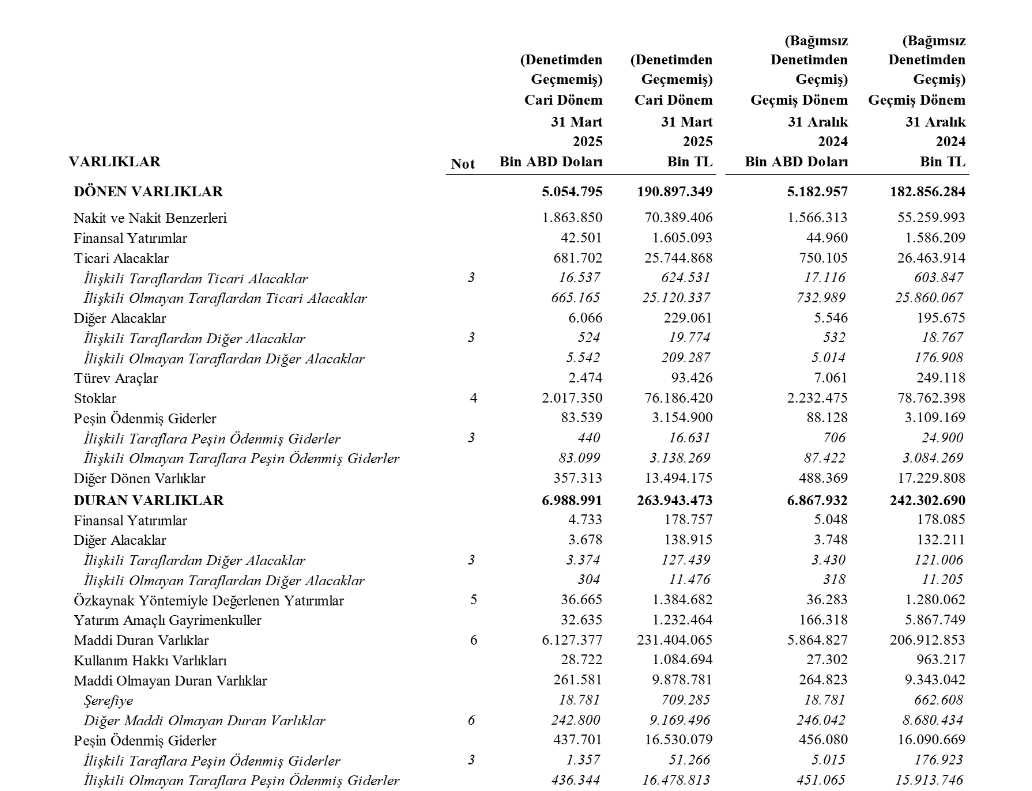 (Bağımsız (Bağımsız
(Denetimden (Denetimden Denetimden Denetimden
Geçmemiş) Geçmemiş) Geçmiş) Geçmiş)
Cari Dönem Cari Dönem Geçmiş Dönem Geçmiş Dönem
31 Mart 31 Mart 31 Aralık 31 Aralık
2025 2025 2024 2024
VARLIKLAR Not Bin ABD Doları Bin TL Bin ABD Doları Bin TL
DÖNEN VARLIKLAR 5.054.795 190.897.349 5.182.957 182.856.284
Nakit ve Nakit Benzerleri 1.863.850 70.389.406 1.566.313 55.259.993
Finansal Yatırımlar 42.501 1.605.093 44.960 1.586.209
Ticari Alacaklar 681.702 25.744.868 750.105 26.463.914
İlişkili Taraflardan Ticari Alacaklar 3 16.537 624.531 17.116 603.847
İlişkili Olmayan Taraflardan Ticari Alacaklar 665.165 25.120.337 732.989 25.860.067
Diğer Alacaklar 6.066 229.061 5.546 195.675
İlişkili Taraflardan Diğer Alacaklar 3 524 19.774 532 18.767
İlişkili Olmayan Taraflardan Diğer Alacaklar 5.542 209.287 5.014 176.908
Türev Araçlar 2.474 93.426 7.061 249.118
Stoklar 4 2.017.350 76.186.420 2.232.475 78.762.398
Peşin Ödenmiş Giderler 83.539 3.154.900 88.128 3.109.169
İlişkili Taraflara Peşin Ödenmiş Giderler 3 440 16.631 706 24.900
İlişkili Olmayan Taraflara Peşin Ödenmiş Giderler 83.099 3.138.269 87.422 3.084.269
Diğer Dönen Varlıklar 357.313 13.494.175 488.369 17.229.808
DURAN VARLIKLAR 6.988.991 263.943.473 6.867.932 242.302.690
Finansal Yatırımlar 4.733 178.757 5.048 178.085
Diğer Alacaklar 3.678 138.915 3.748 132.211
İlişkili Taraflardan Diğer Alacaklar 3 3.374 127.439 3.430 121.006
İlişkili Olmayan Taraflardan Diğer Alacaklar 304 11.476 318 11.205
Özkaynak Yöntemiyle Değerlenen Yatırımlar 5 36.665 1.384.682 36.283 1.280.062
Yatırım Amaçlı Gayrimenkuller 32.635 1.232.464 166.318 5.867.749
Maddi Duran Varlıklar 6 6.127.377 231.404.065 5.864.827 206.912.853
Kullanım Hakkı Varlıkları 28.722 1.084.694 27.302 963.217
Maddi Olmayan Duran Varlıklar 261.581 9.878.781 264.823 9.343.042
Şerefiye 18.781 709.285 18.781 662.608
Diğer Maddi Olmayan Duran Varlıklar 6 242.800 9.169.496 246.042 8.680.434
Peşin Ödenmiş Giderler 437.701 16.530.079 456.080 16.090.669
İlişkili Taraflara Peşin Ödenmiş Giderler 3 1.357 51.266 5.015 176.923
İlişkili Olmayan Taraflara Peşin Ödenmiş Giderler 436.344 16.478.813 451.065 15.913.746